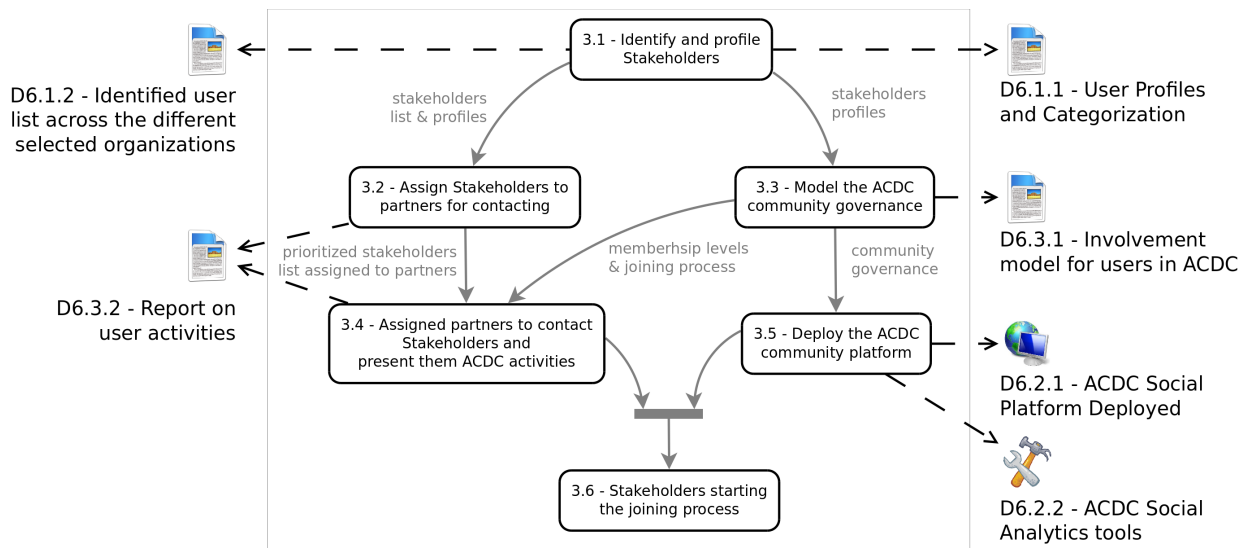 3.1 - Identify and profile
Stakeholders
D6.1.2 - Identified user
list across the different
selected organizations
D6.1.1 - User Profiles
and Categorization
stakeholders
list & profiles
stakeholders
profiles
3.2 - Assign Stakeholders to
partners for contacting
3.3 - Model the ACDC
community governance
D6.3.1 - Involvement
model for users in ACDC
prioritized stakeholders
list assigned to partners
memberhsip levels
& joining process
community
governance
D6.3.2 - Report on
user activities
3.4 - Assigned partners to contact
Stakeholders and
present them ACDC activities
3.5 - Deploy the ACDC
community platform
D6.2.1 - ACDC Social
Platform Deployed
3.6 - Stakeholders starting
the joining process
D6.2.2 - ACDC Social
Analytics tools